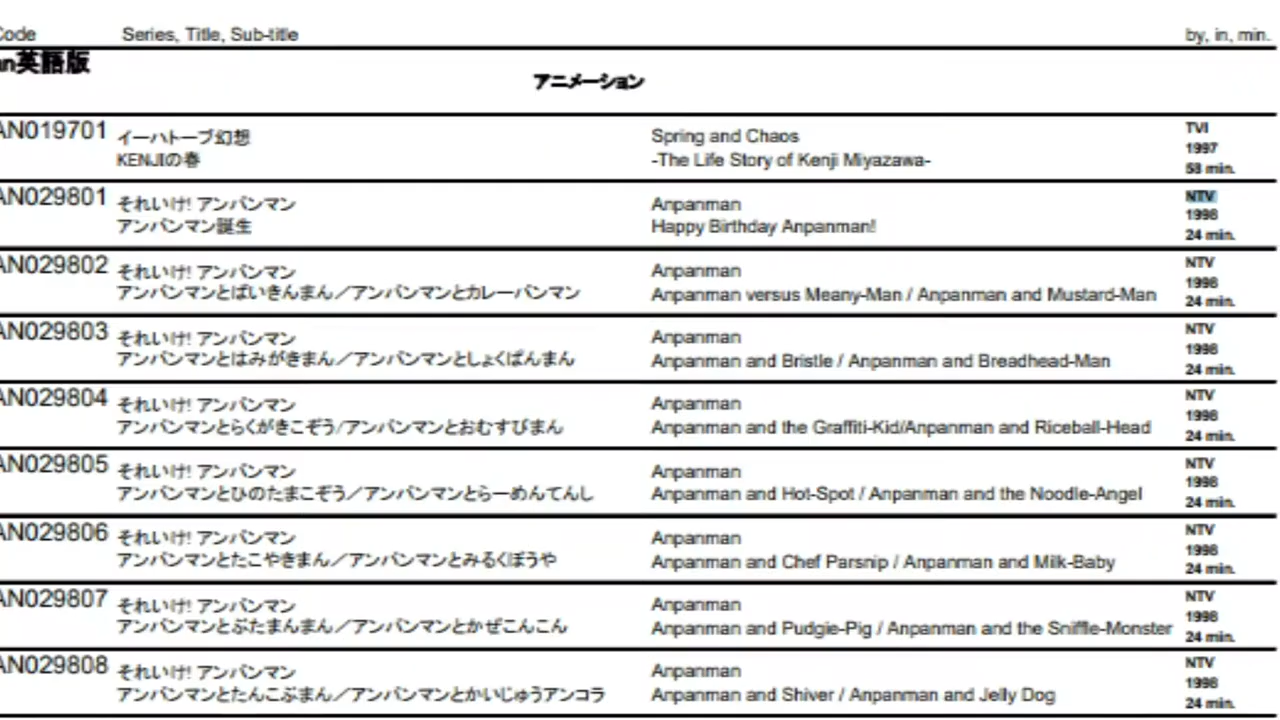 Code Series, Title, Sub-title by, in, min.
an英語版
アニメーション
AN019701 イーハトーブ幻想 Spring and Chaos TVI
KENJIの春 -The Life Story of Kenji Miyazawa- 1997
53 min.
AN029801 それいけ! アンパンマン Anpanman NTV
アンパンマン誕生 Happy Birthday Anpanman! 1998
24 min.
AN029802 それいけ! アンパンマン Anpanman NTV
アンパンマンとばいきんまん／アンパンマンとカレーパンマン Anpanman versus Meany-Man / Anpanman and Mustard-Man 1998
24 min.
AN029803 それいけ! アンパンマン Anpanman NTV
アンパンマンとはみがきまん／アンパンマンとしょくぱんまん Anpanman and Bristle / Anpanman and Breadhead-Man 1998
24 min.
AN029804 それいけ! アンパンマン Anpanman NTV
アンパンマンとらくがきこぞう/アンパンマンとおむすびまん Anpanman and the Graffiti-Kid/Anpanman and Riceball-Head 1998
24 min.
AN029805 それいけ! アンパンマン Anpanman NTV
アンパンマンとひのたまこぞう／アンパンマンとらーめんてんし Anpanman and Hot-Spot / Anpanman and the Noodle-Angel 1998
24 min.
AN029806 それいけ! アンパンマン Anpanman NTV
アンパンマンとたこやきまん／アンパンマンとみるくぼうや Anpanman and Chef Parsnip / Anpanman and Milk-Baby 1998
24 min.
AN029807 それいけ! アンパンマン Anpanman NTV
アンパンマンとぶたまんまん／アンパンマンとかぜこんこん Anpanman and Pudgie-Pig / Anpanman and the Sniffle-Monster 1998
24 min.
AN029808 それいけ! アンパンマン Anpanman NTV
アンパンマンとたんこぶまん／アンパンマンとかいじゅうアンコラ Anpanman and Shiver / Anpanman and Jelly Dog 1998
24 min.